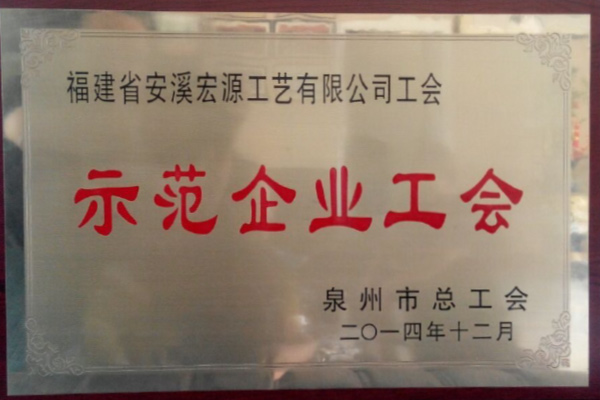 福建省安溪宏源工艺有限公司工会
示范企业工会
泉州市总工会
二〇一四年十二月